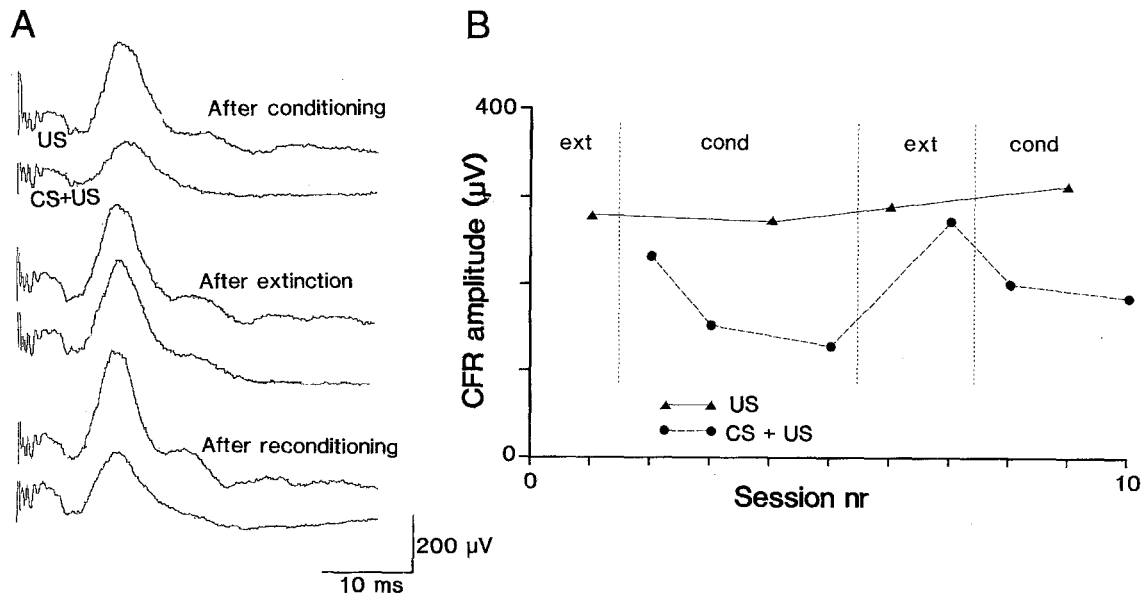 A
After conditioning
US
CS+US
After extinction
After reconditioning
200 µV
10 ms
B
400
ext
cond
ext
cond
CFR amplitude (µV)
US
CS + US
0
0
10
Session nr